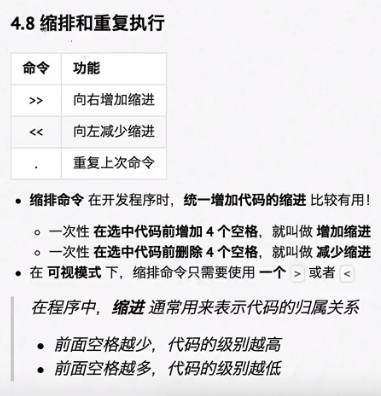 4.8 缩排和重复执行
命令 功能
>> 向右增加缩进
<< 向左减少缩进
. 重复上次命令
• 缩排命令 在开发程序时，统一增加代码的缩进 比较有用！
◦ 一次性 在选中代码前增加 4 个空格，就叫做 增加缩进
◦ 一次性 在选中代码前删除 4 个空格，就叫做 减少缩进
• 在 可视模式 下，缩排命令只需要使用 一个 > 或者 <
在程序中，缩进 通常用来表示代码的归属关系
• 前面空格越少，代码的级别越高
• 前面空格越多，代码的级别越低